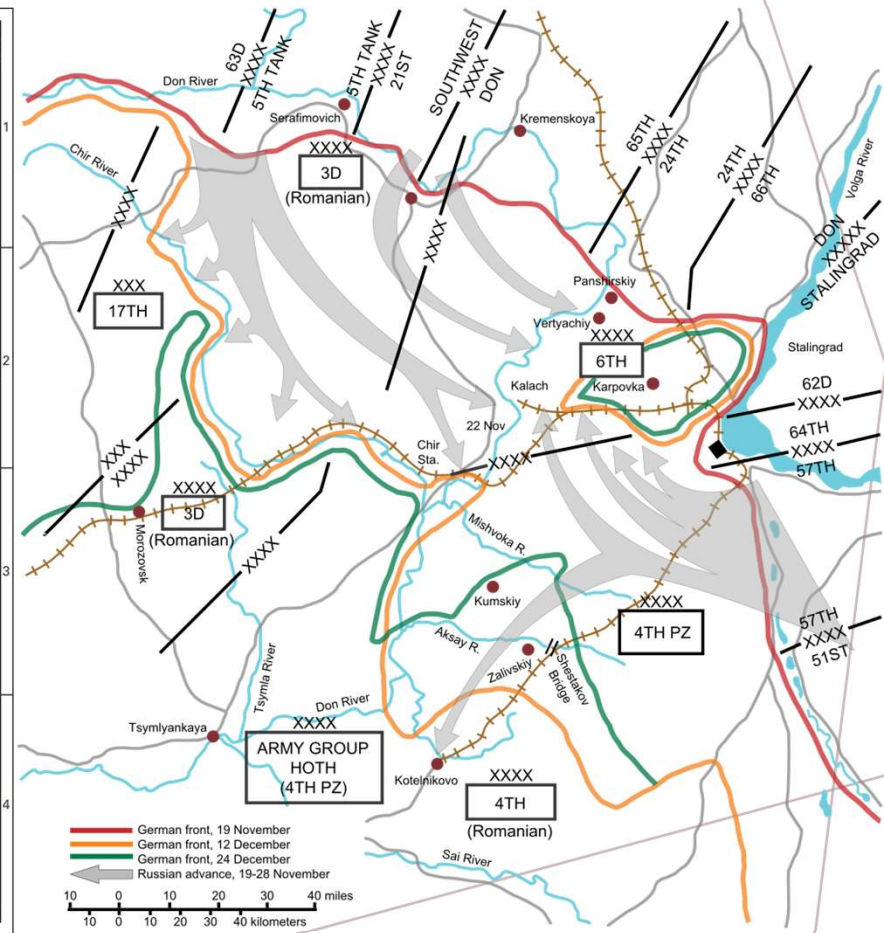 63D
XXXX
5TH TANK
5TH TANK
XXXX
21ST
SOUTHWEST
XXXX
DON
Don River
Serafimovich
Kremenskoya
1
65TH
XXXX
24TH
24TH
XXXX
66TH
Volga River
Chir River
XXXX
3D
(Romanian)
XXXX
XXXX
DON
XXXXX
STALINGRAD
XXX
17TH
Panshirskiy
Vertyachiy
XXXX
6TH
Stalingrad
2
Kalach
Karpovka
62D
XXXX
22 Nov
64TH
XXXX
57TH
Chir
Sta.
XXXX
XXX
XXXX
XXXX
3D
(Romanian)
Morozovsk
XXXX
Mishvoka R.
3
Kumskiy
XXXX
4TH PZ
57TH
XXXX
51ST
Aksay R.
Zalivskiy
Shestakov
Bridge
Tsymla River
Don River
Tsymlyankaya
XXXX
ARMY GROUP
HOTH
(4TH PZ)
Kotelnikovo
XXXX
4TH
(Romanian)
4
Sai River
German front, 19 November
German front, 12 December
German front, 24 December
Russian advance, 19-28 November
10 0 10 20 30 40 miles
10 0 10 20 30 40 kilometers